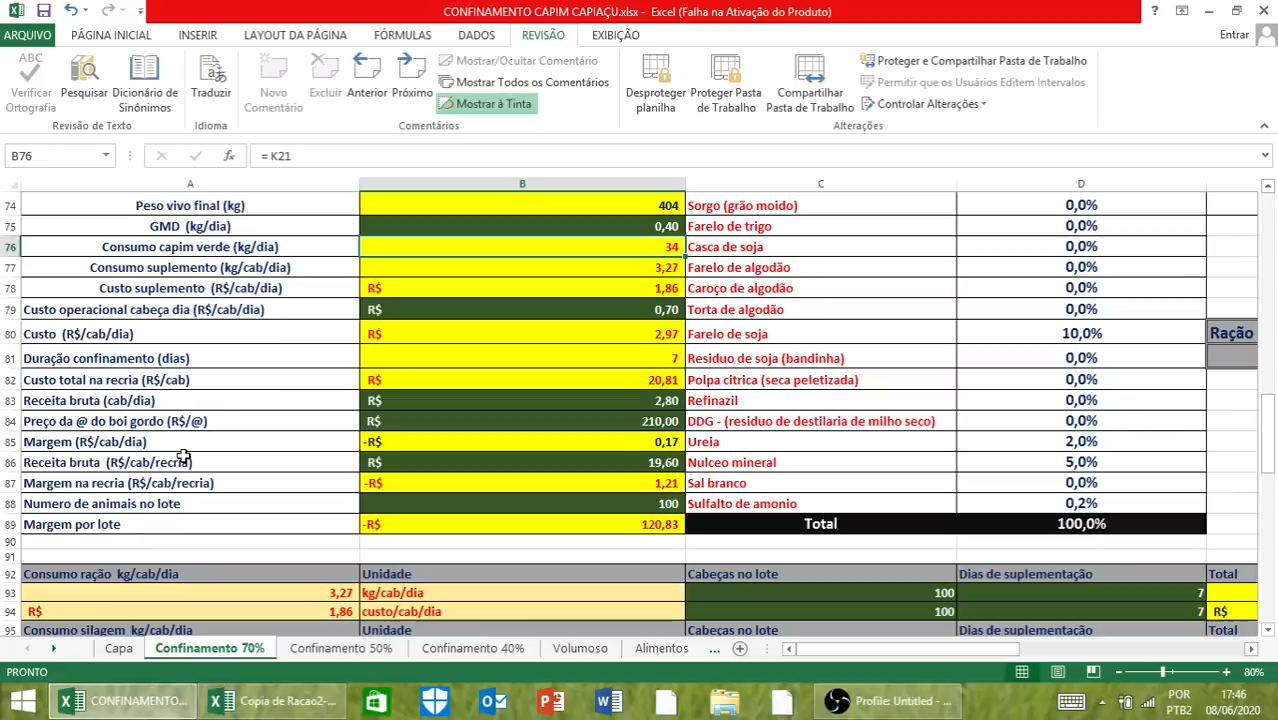 CONFINAMENTO CAPIM CAPIAÇU.xlsx - Excel (Falha na Ativação do Produto)
ARQUIVO PÁGINA INICIAL INSERIR LAYOUT DA PÁGINA FÓRMULAS DADOS REVISÃO EXIBIÇÃO Entrar
ABC
Verificar Ortografia
Pesquisar
Dicionário de Sinônimos
Traduzir
Novo Comentário
Excluir
Anterior
Próximo
Mostrar/Ocultar Comentário
Mostrar Todos os Comentários
Mostrar à Tinta
Desproteger planilha
Proteger Pasta de Trabalho
Compartilhar Pasta de Trabalho
Proteger e Compartilhar Pasta de Trabalho
Permitir que os Usuários Editem Intervalos
Controlar Alterações
Revisão de Texto Idioma Comentários Alterações
B76 fx = K21
A B C D
74 Peso vivo final (kg) 404 Sorgo (grão moido) 0,0%
75 GMD (kg/dia) 0,40 Farelo de trigo 0,0%
76 Consumo capim verde (kg/dia) 34 Casca de soja 0,0%
77 Consumo suplemento (kg/cab/dia) 3,27 Farelo de algodão 0,0%
78 Custo suplemento (R$/cab/dia) R$ 1,86 Caroço de algodão 0,0%
79 Custo operacional cabeça dia (R$/cab/dia) R$ 0,70 Torta de algodão 0,0%
80 Custo (R$/cab/dia) R$ 2,97 Farelo de soja 10,0% Ração
81 Duração confinamento (dias) 7 Residuo de soja (bandinha) 0,0%
82 Custo total na recria (R$/cab) R$ 20,81 Polpa citrica (seca peletizada) 0,0%
83 Receita bruta (cab/dia) R$ 2,80 Refinazil 0,0%
84 Preço da @ do boi gordo (R$/@) R$ 210,00 DDG - (residuo de destilaria de milho seco) 0,0%
85 Margem (R$/cab/dia) -R$ 0,17 Ureia 2,0%
86 Receita bruta (R$/cab/recria) R$ 19,60 Nulceo mineral 5,0%
87 Margem na recria (R$/cab/recria) -R$ 1,21 Sal branco 0,0%
88 Numero de animais no lote 100 Sulfalto de amonio 0,2%
89 Margem por lote -R$ 120,83 Total 100,0%
90
91
92 Consumo ração kg/cab/dia Unidade Cabeças no lote Dias de suplementação Total
93 3,27 kg/cab/dia 100 7
94 R$ 1,86 custo/cab/dia 100 7 R$
95 Consumo silagem kg/cab/dia Unidade Cabeças no lote Dias de suplementação Total
Capa Confinamento 70% Confinamento 50% Confinamento 40% Volumoso Alimentos ...
PRONTO 80%
CONFINAMENTO... Copia de Racao2-... Profile: Untitled - ... POR 17:46
PTB2 08/06/2020